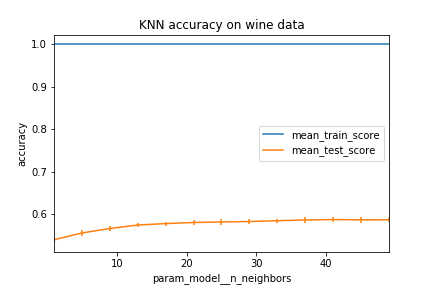 KNN accuracy on wine data
1.0
0.9
0.8
0.7
0.6
accuracy
mean_train_score
mean_test_score
10
20
30
40
param_model__n_neighbors